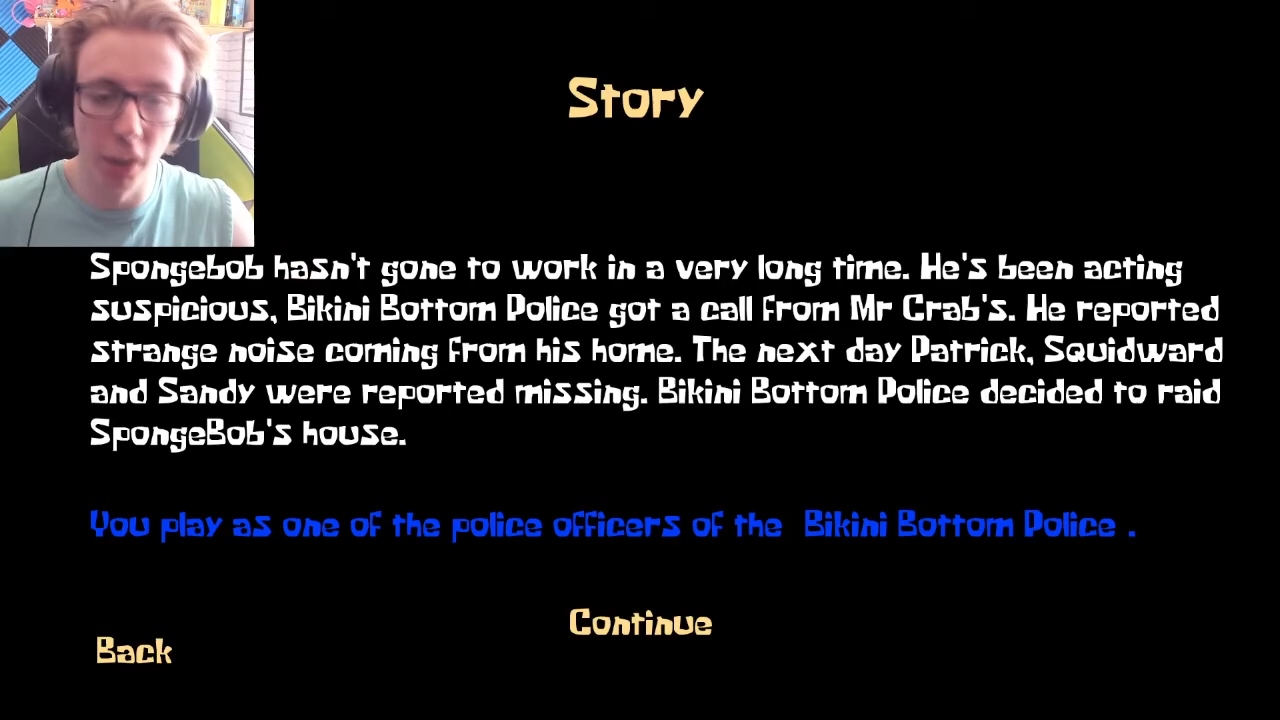 Story
Spongebob hasn't gone to work in a very long time. He's been acting
suspicious, Bikini Bottom Police got a call from Mr Crab's. He reported
strange noise coming from his home. The next day Patrick, Squidward
and Sandy were reported missing. Bikini Bottom Police decided to raid
SpongeBob's house.
You play as one of the police officers of the  Bikini Bottom Police .
Continue
Back